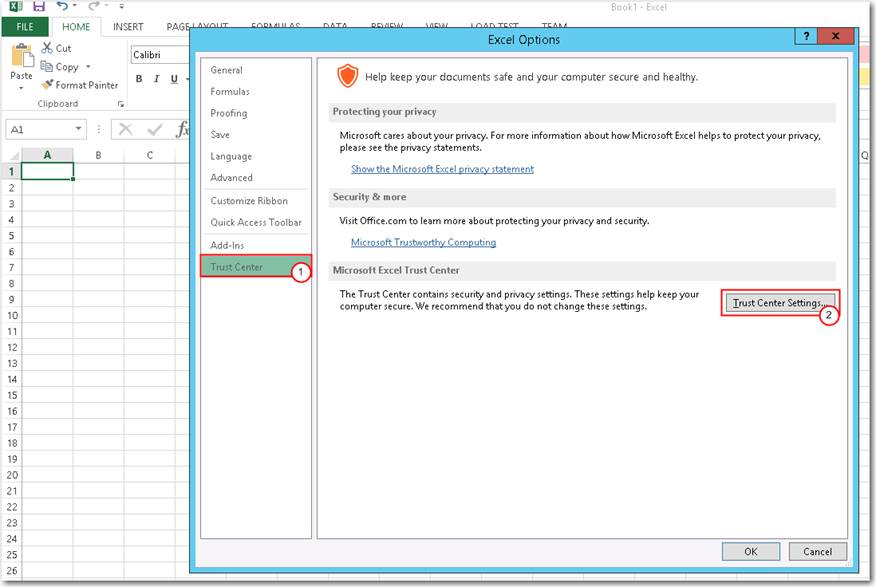 Book1 - Excel
FILE HOME INSERT PAGE LAYOUT FORMULAS DATA REVIEW VIEW LOAD TEST TEAM
Paste
Cut
Copy
Format Painter
Clipboard
Calibri
B I U
A1
fx
A B C Q
1
2
3
4
5
6
7
8
9
10
11
12
13
14
15
16
17
18
19
20
21
22
23
24
25
26
Excel Options
? x
General
Formulas
Proofing
Save
Language
Advanced
Customize Ribbon
Quick Access Toolbar
Add-Ins
Trust Center
1
Help keep your documents safe and your computer secure and healthy.
Protecting your privacy
Microsoft cares about your privacy. For more information about how Microsoft Excel helps to protect your privacy,
please see the privacy statements.
Show the Microsoft Excel privacy statement
Security & more
Visit Office.com to learn more about protecting your privacy and security.
Microsoft Trustworthy Computing
Microsoft Excel Trust Center
The Trust Center contains security and privacy settings. These settings help keep your
computer secure. We recommend that you do not change these settings.
Trust Center Settings...
2
OK Cancel